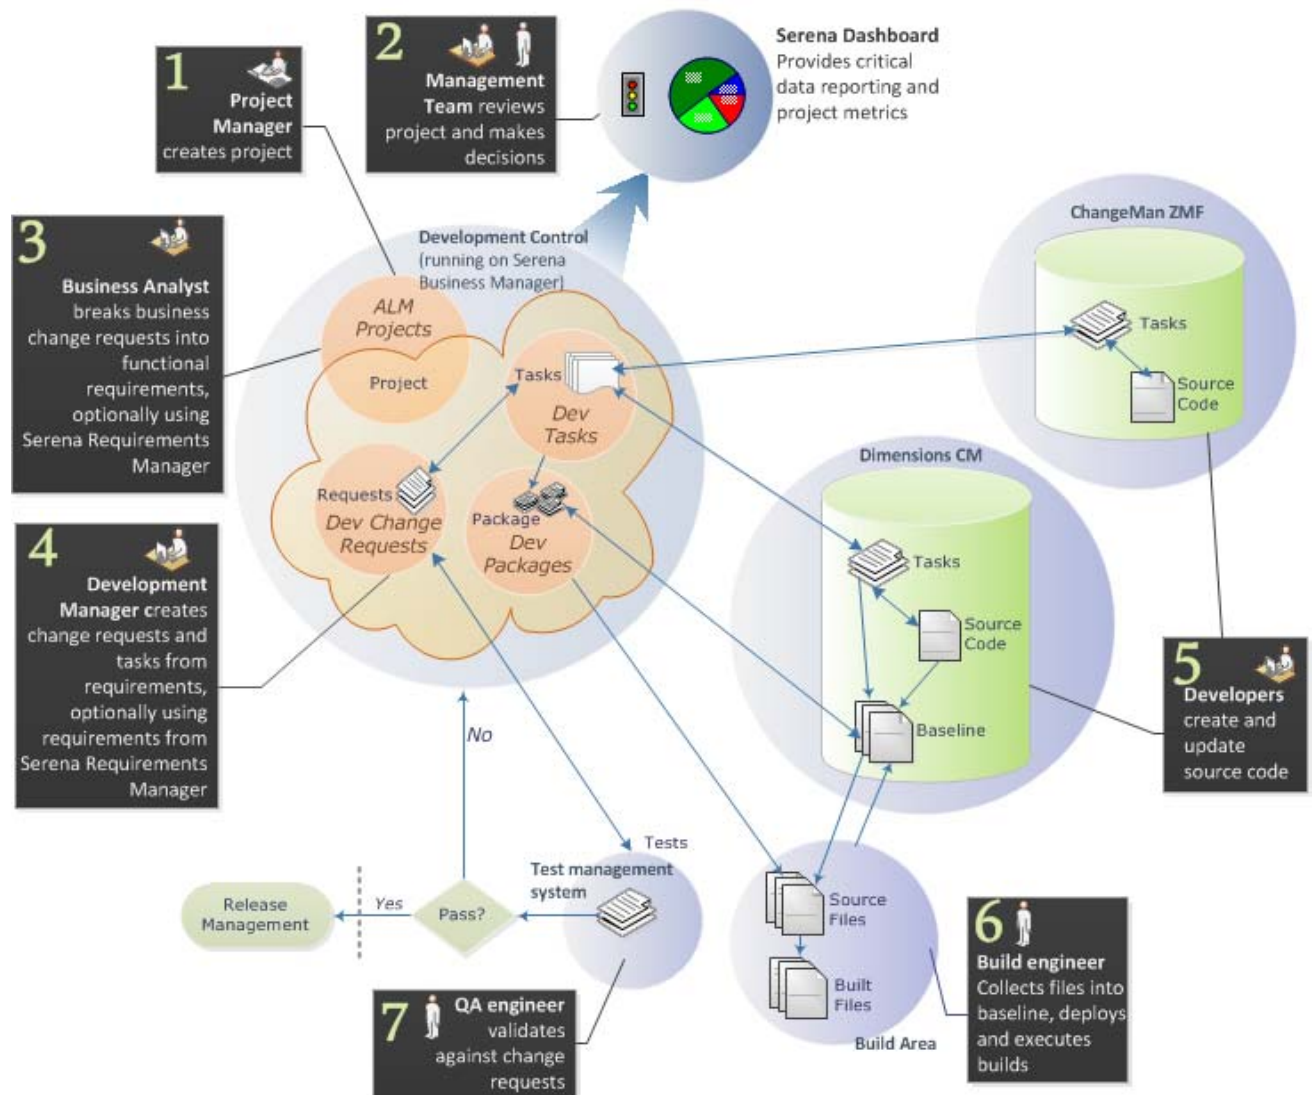 1
Project
Manager
creates project
2
Management
Team reviews
project and makes
decisions
Serena Dashboard
Provides critical
data reporting and
project metrics
3
Business Analyst
breaks business
change requests into
functional
requirements,
optionally using
Serena Requirements
Manager
Development Control
(running on Serena
Business Manager)
ALM
Projects
Project
Tasks
Dev
Tasks
Requests
Dev Change
Requests
Package
Dev
Packages
ChangeMan ZMF
Tasks
Source
Code
Dimensions CM
Tasks
Source
Code
Baseline
4
Development
Manager creates
change requests and
tasks from
requirements,
optionally using
requirements from
Serena Requirements
Manager
5
Developers
create and
update
source code
No
Tests
Test management
system
Pass?
Yes
Release
Management
Source
Files
Built
Files
Build Area
6
Build engineer
Collects files into
baseline, deploys
and executes
builds
7
QA engineer
validates
against change
requests